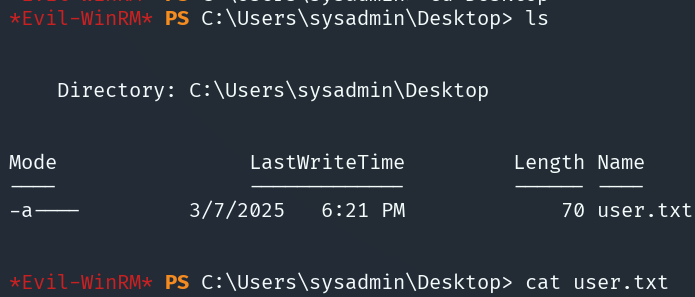 *Evil-WinRM* PS C:\Users\sysadmin\Desktop> ls
Directory: C:\Users\sysadmin\Desktop
Mode                LastWriteTime         Length Name
----                -------------         ------ ----
-a----         3/7/2025   6:21 PM             70 user.txt
*Evil-WinRM* PS C:\Users\sysadmin\Desktop> cat user.txt